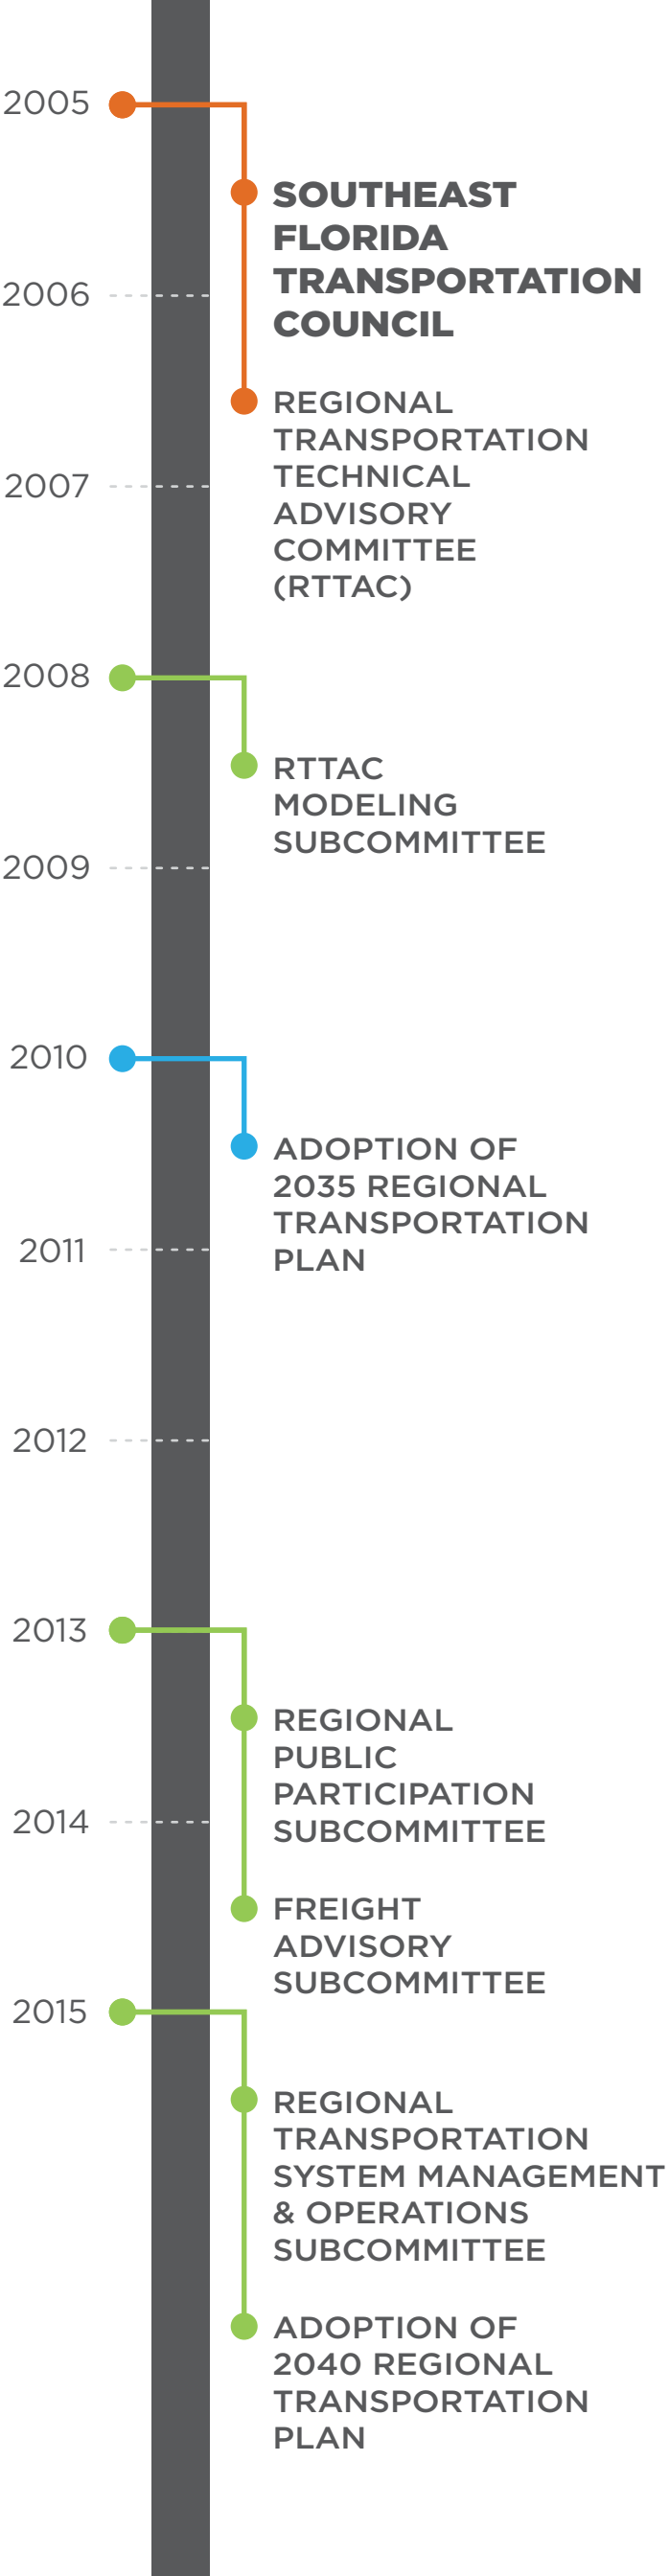 2005
SOUTHEAST
FLORIDA
TRANSPORTATION
COUNCIL
2006
REGIONAL
TRANSPORTATION
TECHNICAL
ADVISORY
COMMITTEE
(RTTAC)
2007
2008
RTTAC
MODELING
SUBCOMMITTEE
2009
2010
ADOPTION OF
2035 REGIONAL
TRANSPORTATION
PLAN
2011
2012
2013
REGIONAL
PUBLIC
PARTICIPATION
SUBCOMMITTEE
2014
FREIGHT
ADVISORY
SUBCOMMITTEE
2015
REGIONAL
TRANSPORTATION
SYSTEM MANAGEMENT
& OPERATIONS
SUBCOMMITTEE
ADOPTION OF
2040 REGIONAL
TRANSPORTATION
PLAN